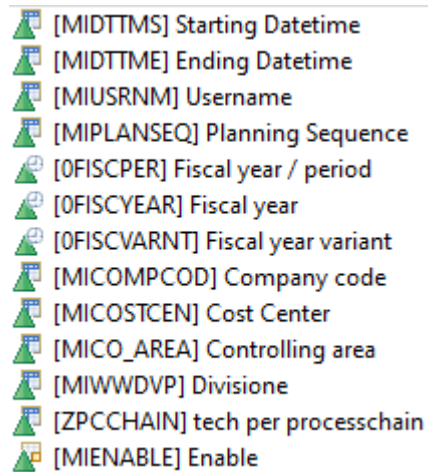 [MIDTTMS] Starting Datetime
[MIDTTME] Ending Datetime
[MIUSRNM] Username
[MIPLANSEQ] Planning Sequence
[0FISCPER] Fiscal year / period
[0FISCYEAR] Fiscal year
[0FISCVARNT] Fiscal year variant
[MICOMPCOD] Company code
[MICOSTCEN] Cost Center
[MICO_AREA] Controlling area
[MIWWDVP] Divisione
[ZPCCHAIN] tech per processchain
[MIENABLE] Enable